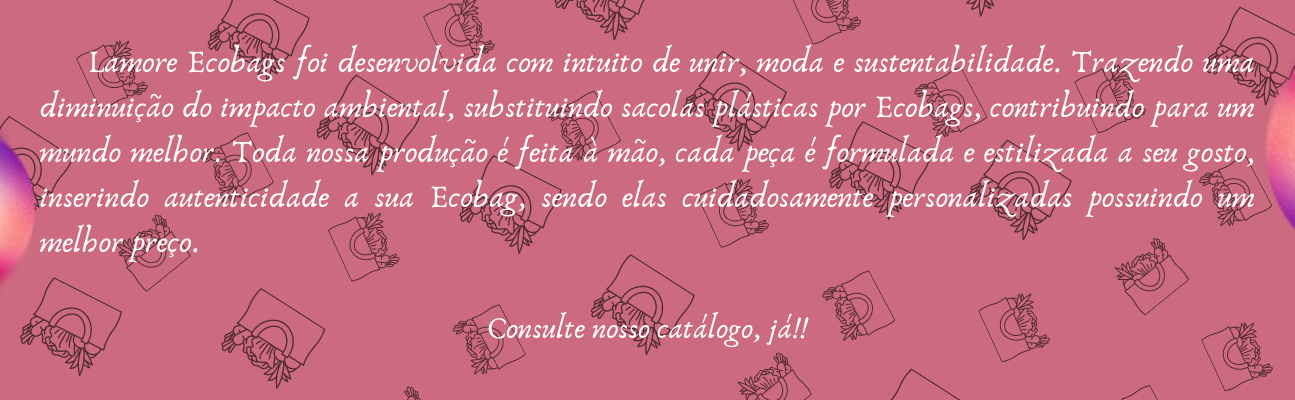 Lamore Ecobags foi desenvolvida com intuito de unir, moda e sustentabilidade. Trazendo uma
diminuição do impacto ambiental, substituindo sacolas plásticas por Ecobags, contribuindo para um
mundo melhor. Toda nossa produção é feita à mão, cada peça é formulada e estilizada a seu gosto,
inserindo autenticidade a sua Ecobag, sendo elas cuidadosamente personalizadas possuindo um
melhor preço.
Consulte nosso catálogo, já!!